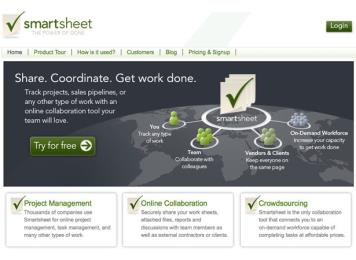 smartsheet
THE POWER OF DONE
Login
Home | Product Tour | How is it used? | Customers | Blog | Pricing & Signup |
Share. Coordinate. Get work done.
Track projects, sales pipelines, or
any other type of work with an
online collaboration tool your
team will love.
Try for free
smartsheet
You
Track any type
of work
Team
Collaborate with
colleagues
Vendors & Clients
Keep everyone on
the same page
On-Demand Workforce
Increase your capacity
to get work done
Project Management
Thousands of companies use
Smartsheet for online project
management, task management, and
many other types of work.
Online Collaboration
Securely share your work sheets,
attached files, reports and
discussions with team members as
well as external contractors or clients.
Crowdsourcing
Smartsheet is the only collaboration
tool that connects you to an
on-demand workforce capable of
completing tasks at affordable prices.